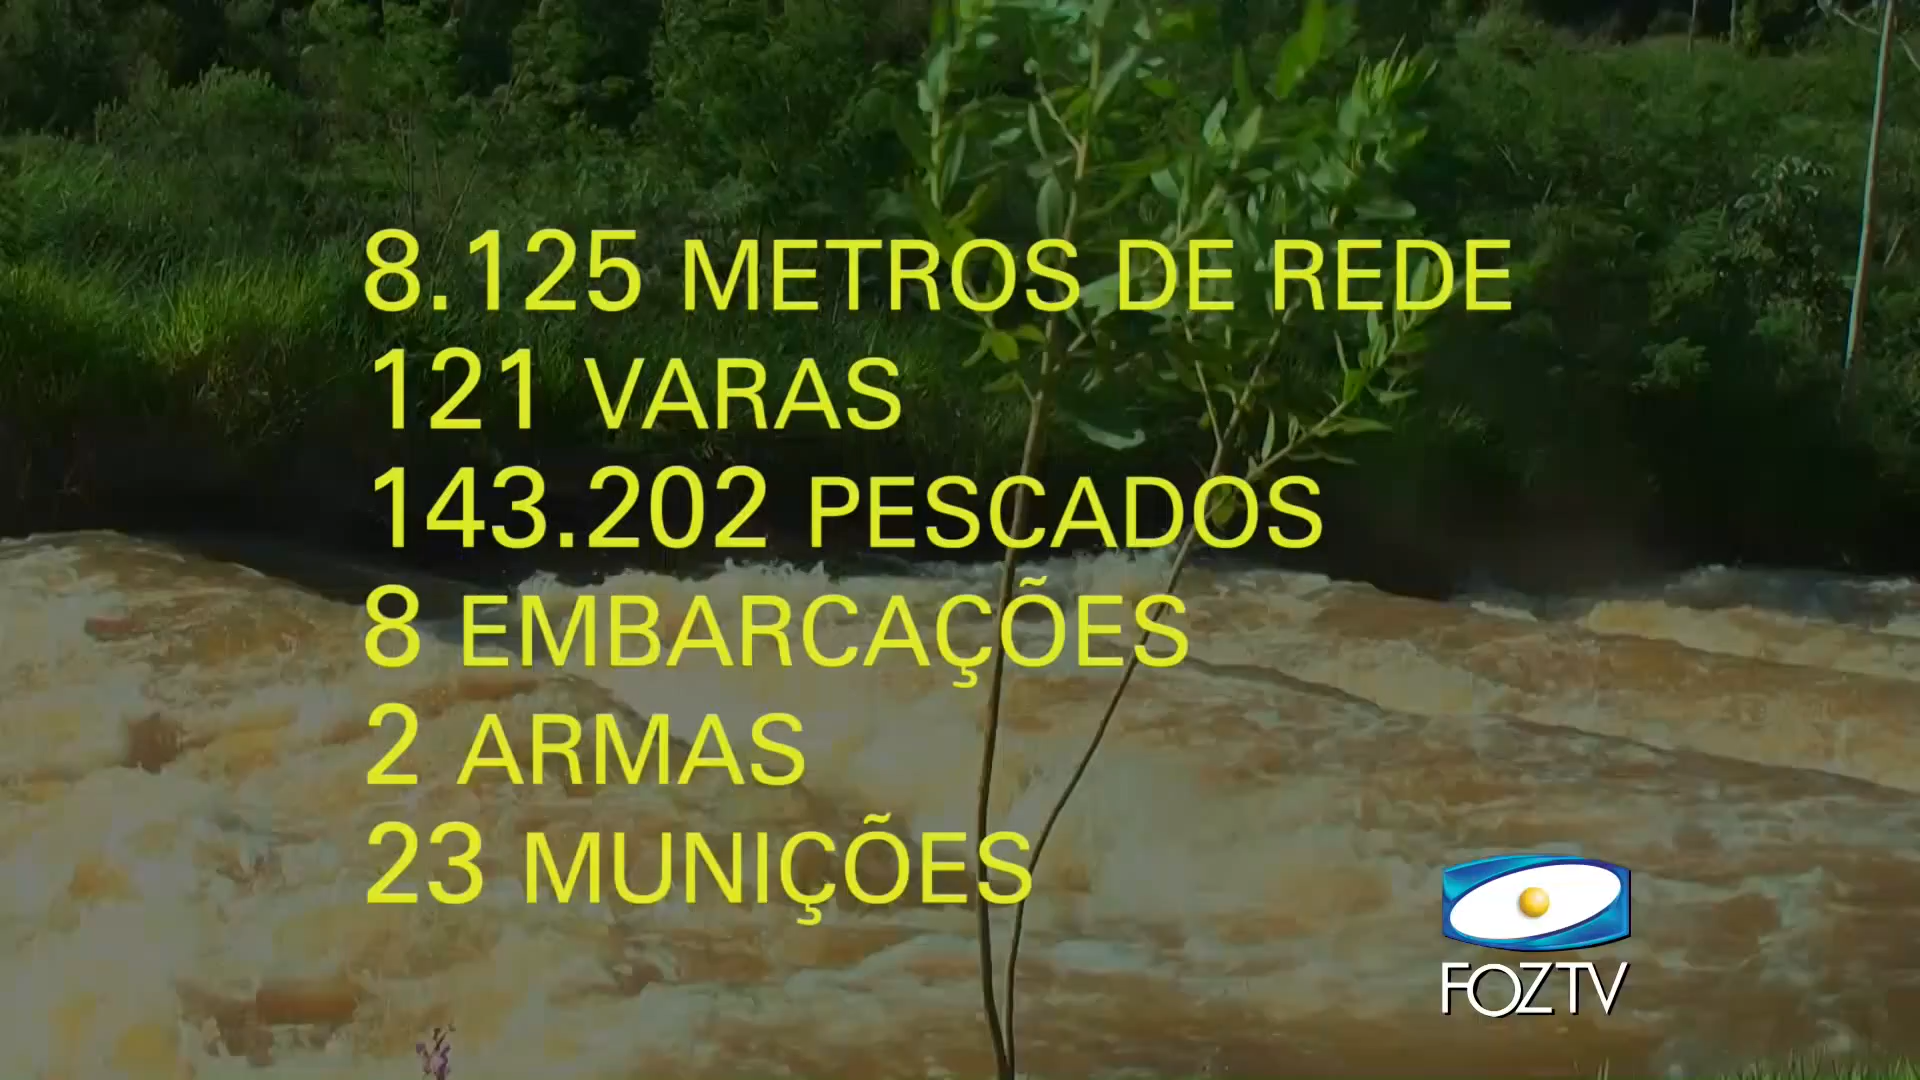 8.125 METROS DE REDE
121 VARAS
143.202 PESCADOS
8 EMBARCAÇÕES
2 ARMAS
23 MUNIÇÕES
FOZTV